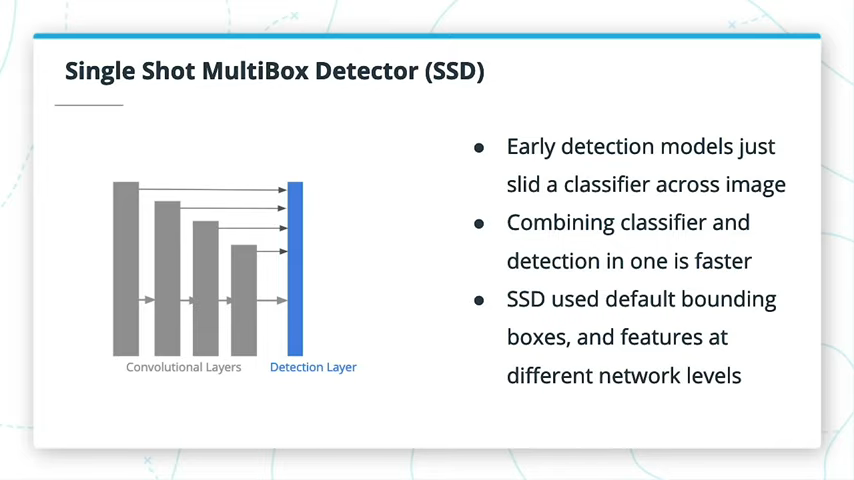 Single Shot MultiBox Detector (SSD)
● Early detection models just
slid a classifier across image
● Combining classifier and
detection in one is faster
● SSD used default bounding
boxes, and features at
different network levels
Convolutional Layers
Detection Layer